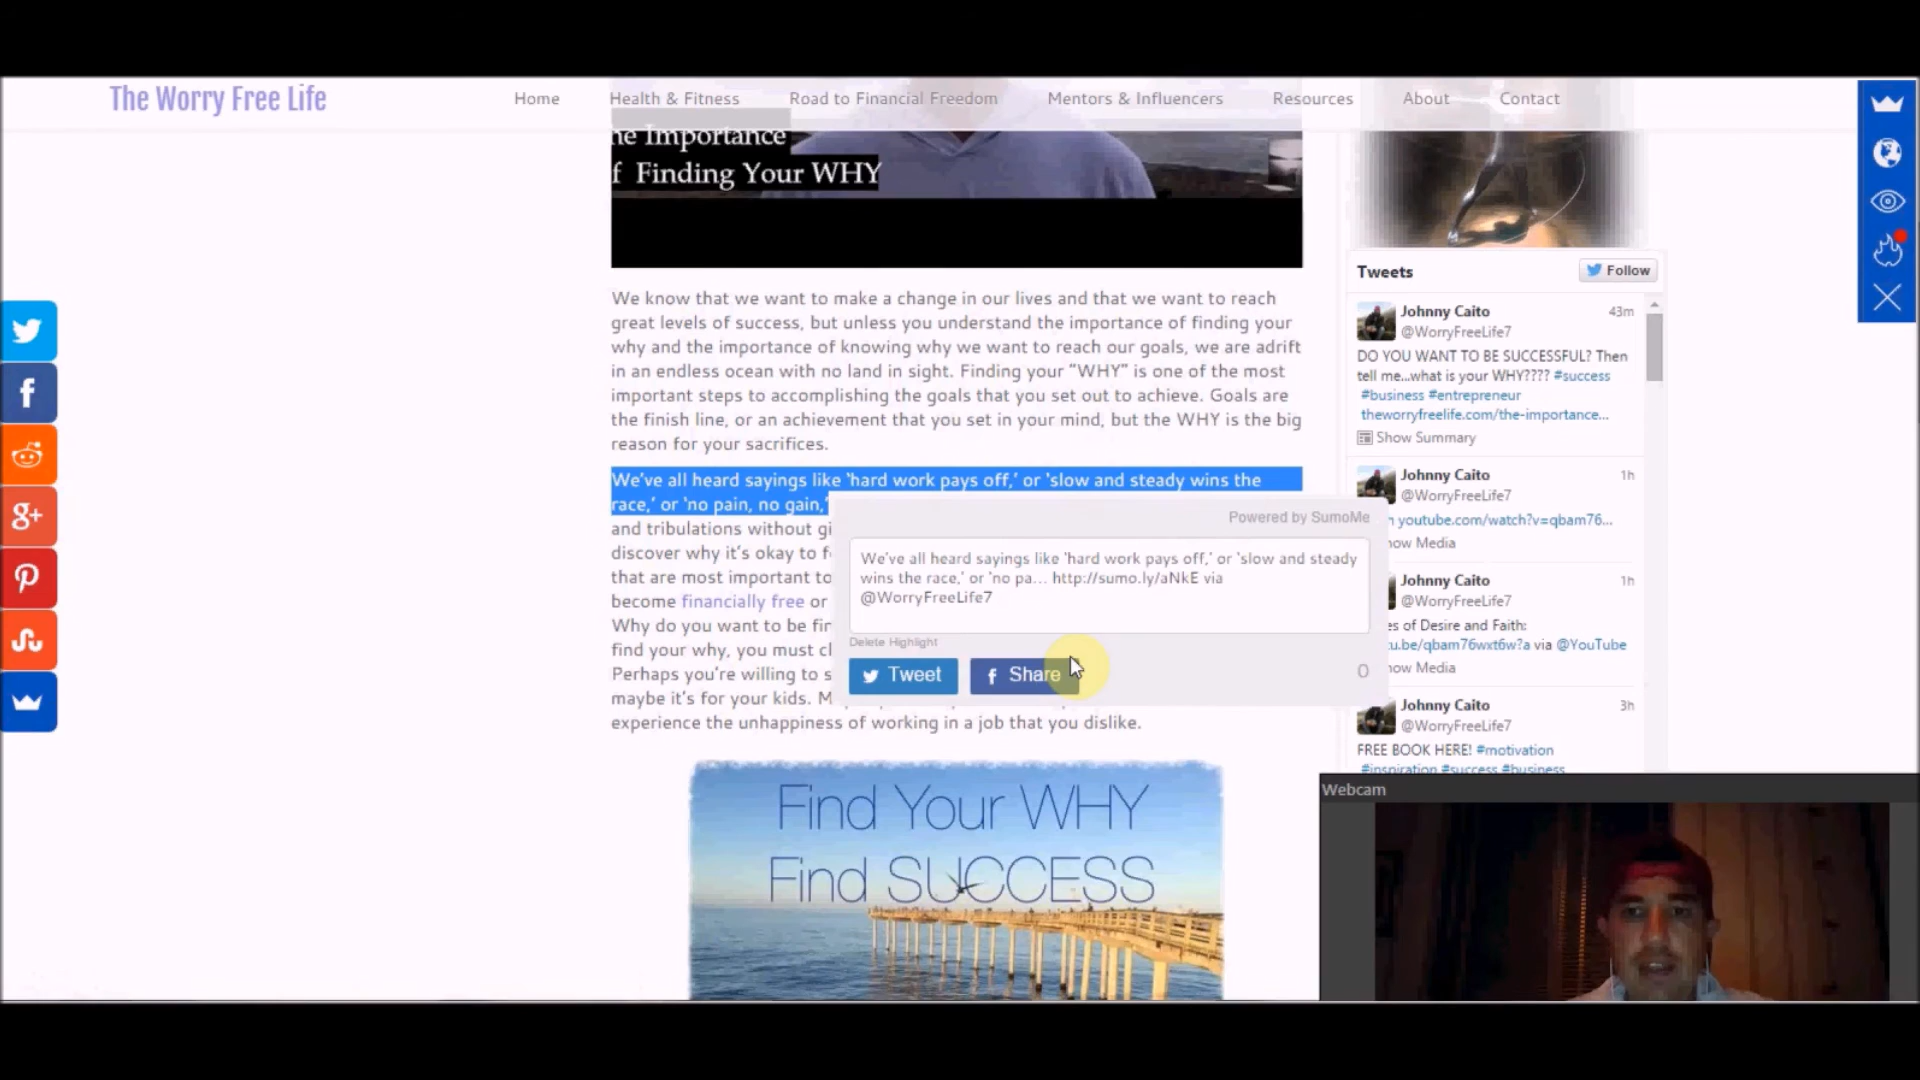 The Worry Free Life
Home
Health & Fitness
Road to Financial Freedom
Mentors & Influencers
Resources
About
Contact
he Importance
f Finding Your WHY
We know that we want to make a change in our lives and that we want to reach
great levels of success, but unless you understand the importance of finding your
why and the importance of knowing why we want to reach our goals, we are adrift
in an endless ocean with no land in sight. Finding your “WHY” is one of the most
important steps to accomplishing the goals that you set out to achieve. Goals are
the finish line, or an achievement that you set in your mind, but the WHY is the big
reason for your sacrifices.
We’ve all heard sayings like ‘hard work pays off,’ or ‘slow and steady wins the
race,’ or ‘no pain, no gain,’
and tribulations without gi
discover why it’s okay to f
that are most important to
become financially free or
Why do you want to be fin
find your why, you must cl
Perhaps you’re willing to s
maybe it’s for your kids. M
experience the unhappiness of working in a job that you dislike.
Powered by SumoMe
We’ve all heard sayings like ‘hard work pays off,’ or ‘slow and steady
wins the race,’ or ‘no pa... http://sumo.ly/aNkE via
@WorryFreeLife7
Delete Highlight
Tweet
f Share
0
Find Your WHY
Find SUCCESS
Tweets
Follow
Johnny Caito
43m
@WorryFreeLife7
DO YOU WANT TO BE SUCCESSFUL? Then
tell me...what is your WHY???? #success
#business #entrepreneur
theworryfreelife.com/the-importance...
Show Summary
Johnny Caito
1h
@WorryFreeLife7
youtube.com/watch?v=qbam76...
ow Media
Johnny Caito
1h
@WorryFreeLife7
es of Desire and Faith:
u.be/qbam76wxt6w?a via @YouTube
ow Media
Johnny Caito
3h
@WorryFreeLife7
FREE BOOK HERE! #motivation
#inspiration #success #business
f
g+
Webcam